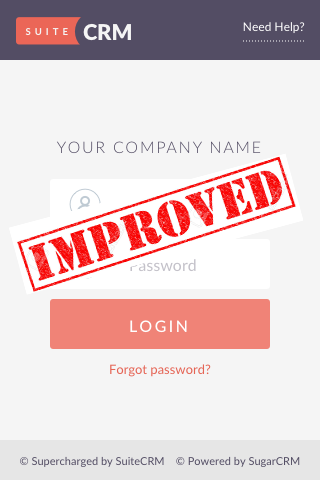 SUITE CRM
Need Help?
YOUR COMPANY NAME
IMPROVED
Password
LOGIN
Forgot password?
© Supercharged by SuiteCRM © Powered by SugarCRM